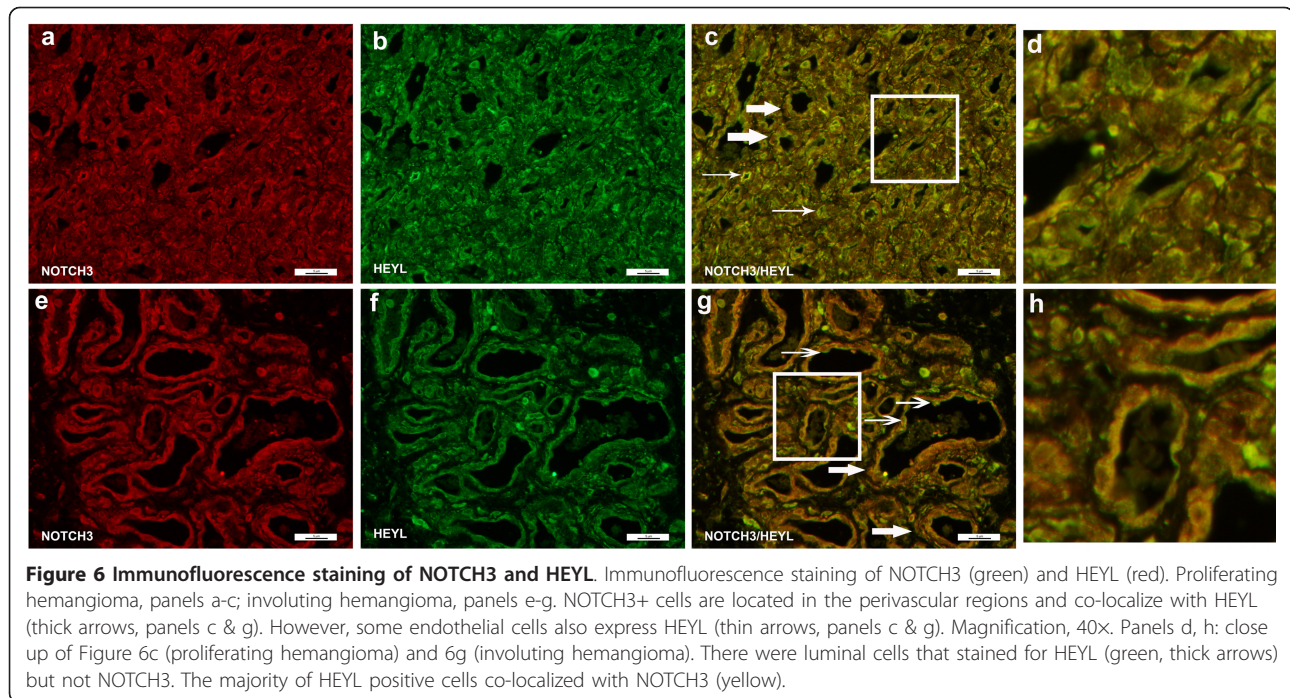 a
b
c
d
NOTCH3
HEYL
NOTCH3/HEYL
e
f
g
h
NOTCH3
HEYL
NOTCH3/HEYL
Figure 6 Immunofluorescence staining of NOTCH3 and HEYL. Immunofluorescence staining of NOTCH3 (green) and HEYL (red). Proliferating
hemangioma, panels a-c; involuting hemangioma, panels e-g. NOTCH3+ cells are located in the perivascular regions and co-localize with HEYL
(thick arrows, panels c & g). However, some endothelial cells also express HEYL (thin arrows, panels c & g). Magnification, 40×. Panels d, h: close
up of Figure 6c (proliferating hemangioma) and 6g (involuting hemangioma). There were luminal cells that stained for HEYL (green, thick arrows)
but not NOTCH3. The majority of HEYL positive cells co-localized with NOTCH3 (yellow).